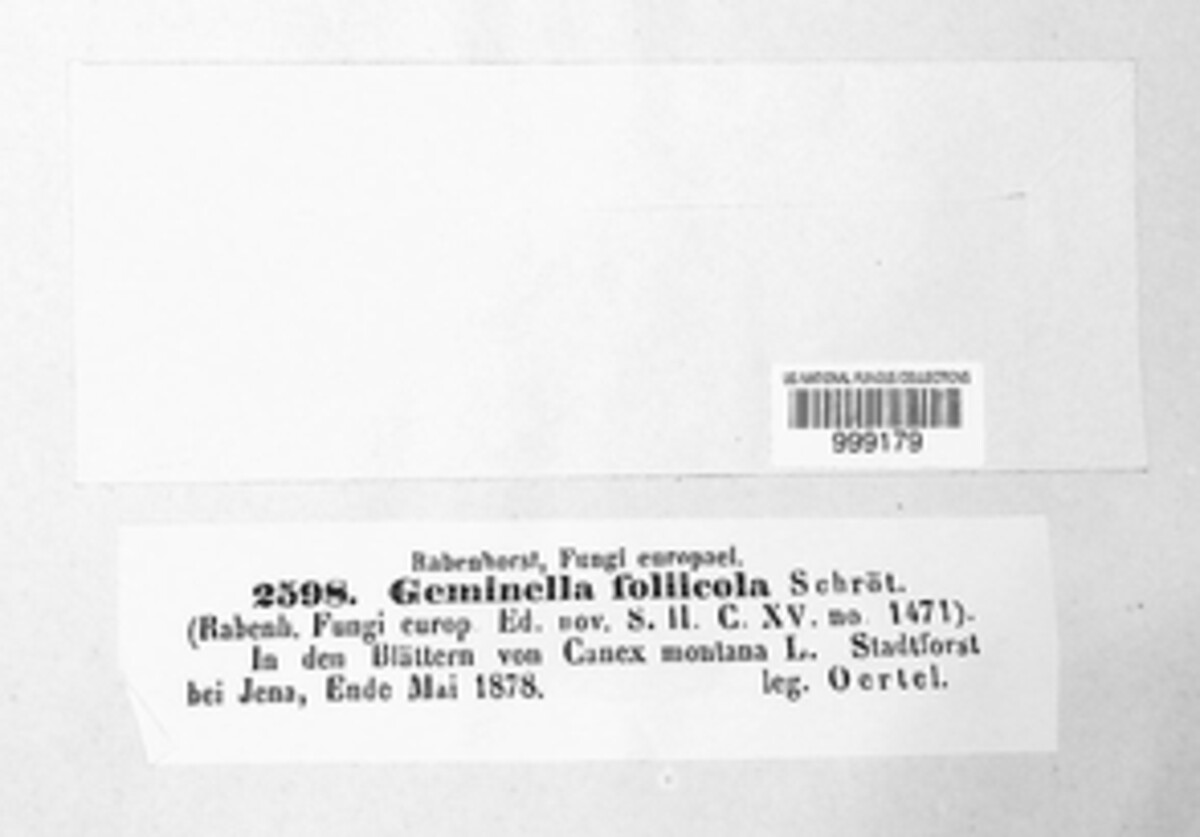 US NATIONAL FUNGUS COLLECTIONS
999179
Rabenhorst, Fungi europaei.
2598. Geminella foliicola Schröt.
(Rabenh. Fungi europ. Ed. nov. S. II. C. XV. no. 1471).
In den Blättern von Carex montana L. Stadtforst
bei Jena, Ende Mai 1878. leg. Oertel.